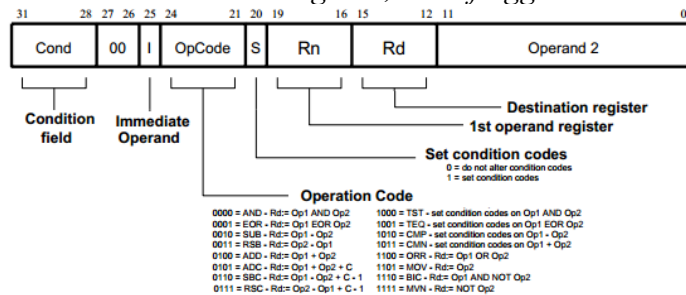 31 28 27 26 25 24 21 20 19 16 15 12 11 0
Cond 00 I OpCode S Rn Rd Operand 2
Destination register
Condition field
Immediate Operand
1st operand register
Set condition codes
0 = do not alter condition codes
1 = set condition codes
Operation Code
0000 = AND - Rd:= Op1 AND Op2
0001 = EOR - Rd:= Op1 EOR Op2
0010 = SUB - Rd:= Op1 - Op2
0011 = RSB - Rd:= Op2 - Op1
0100 = ADD - Rd:= Op1 + Op2
0101 = ADC - Rd:= Op1 + Op2 + C
0110 = SBC - Rd:= Op1 - Op2 + C - 1
0111 = RSC - Rd:= Op2 - Op1 + C - 1
1000 = TST - set condition codes on Op1 AND Op2
1001 = TEQ - set condition codes on Op1 EOR Op2
1010 = CMP - set condition codes on Op1 - Op2
1011 = CMN - set condition codes on Op1 + Op2
1100 = ORR - Rd:= Op1 OR Op2
1101 = MOV - Rd:= Op2
1110 = BIC - Rd:= Op1 AND NOT Op2
1111 = MVN - Rd:= NOT Op2